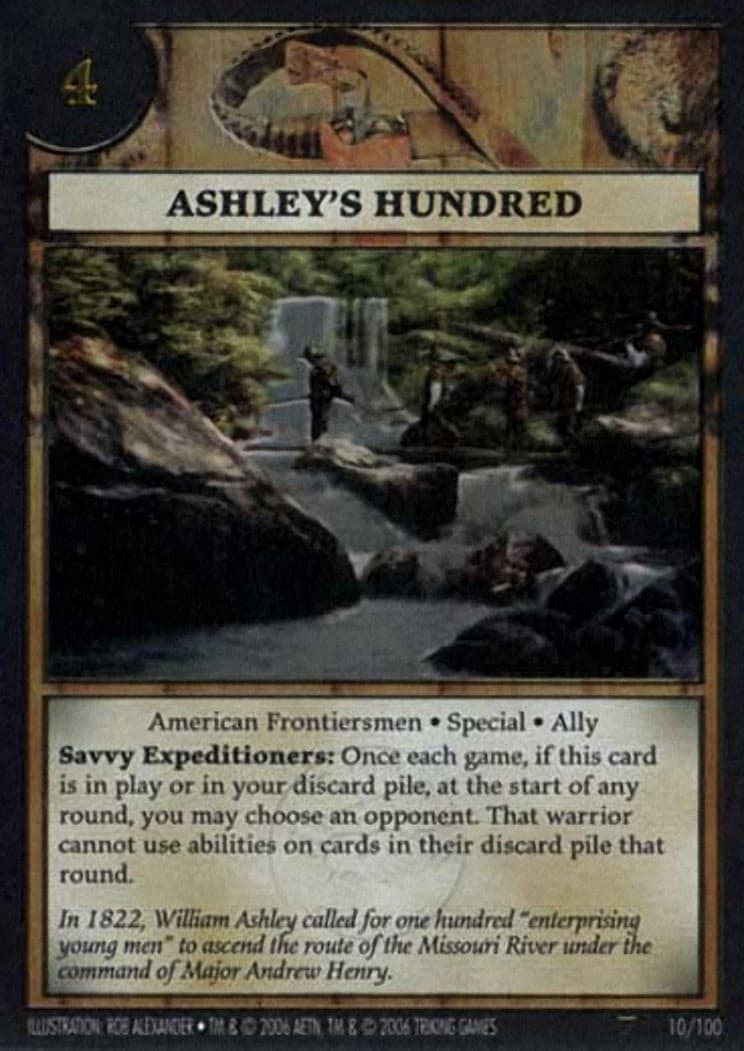 4
ASHLEY'S HUNDRED
American Frontiersmen • Special • Ally
Savvy Expeditioners: Once each game, if this card
is in play or in your discard pile, at the start of any
round, you may choose an opponent. That warrior
cannot use abilities on cards in their discard pile that
round.
In 1822, William Ashley called for one hundred "enterprising
young men" to ascend the route of the Missouri River under the
command of Major Andrew Henry.
ILLUSTRATION: ROB ALEXANDER • TM & © 2006 AETN, TM & © 2006 TRIKING GAMES
10/100